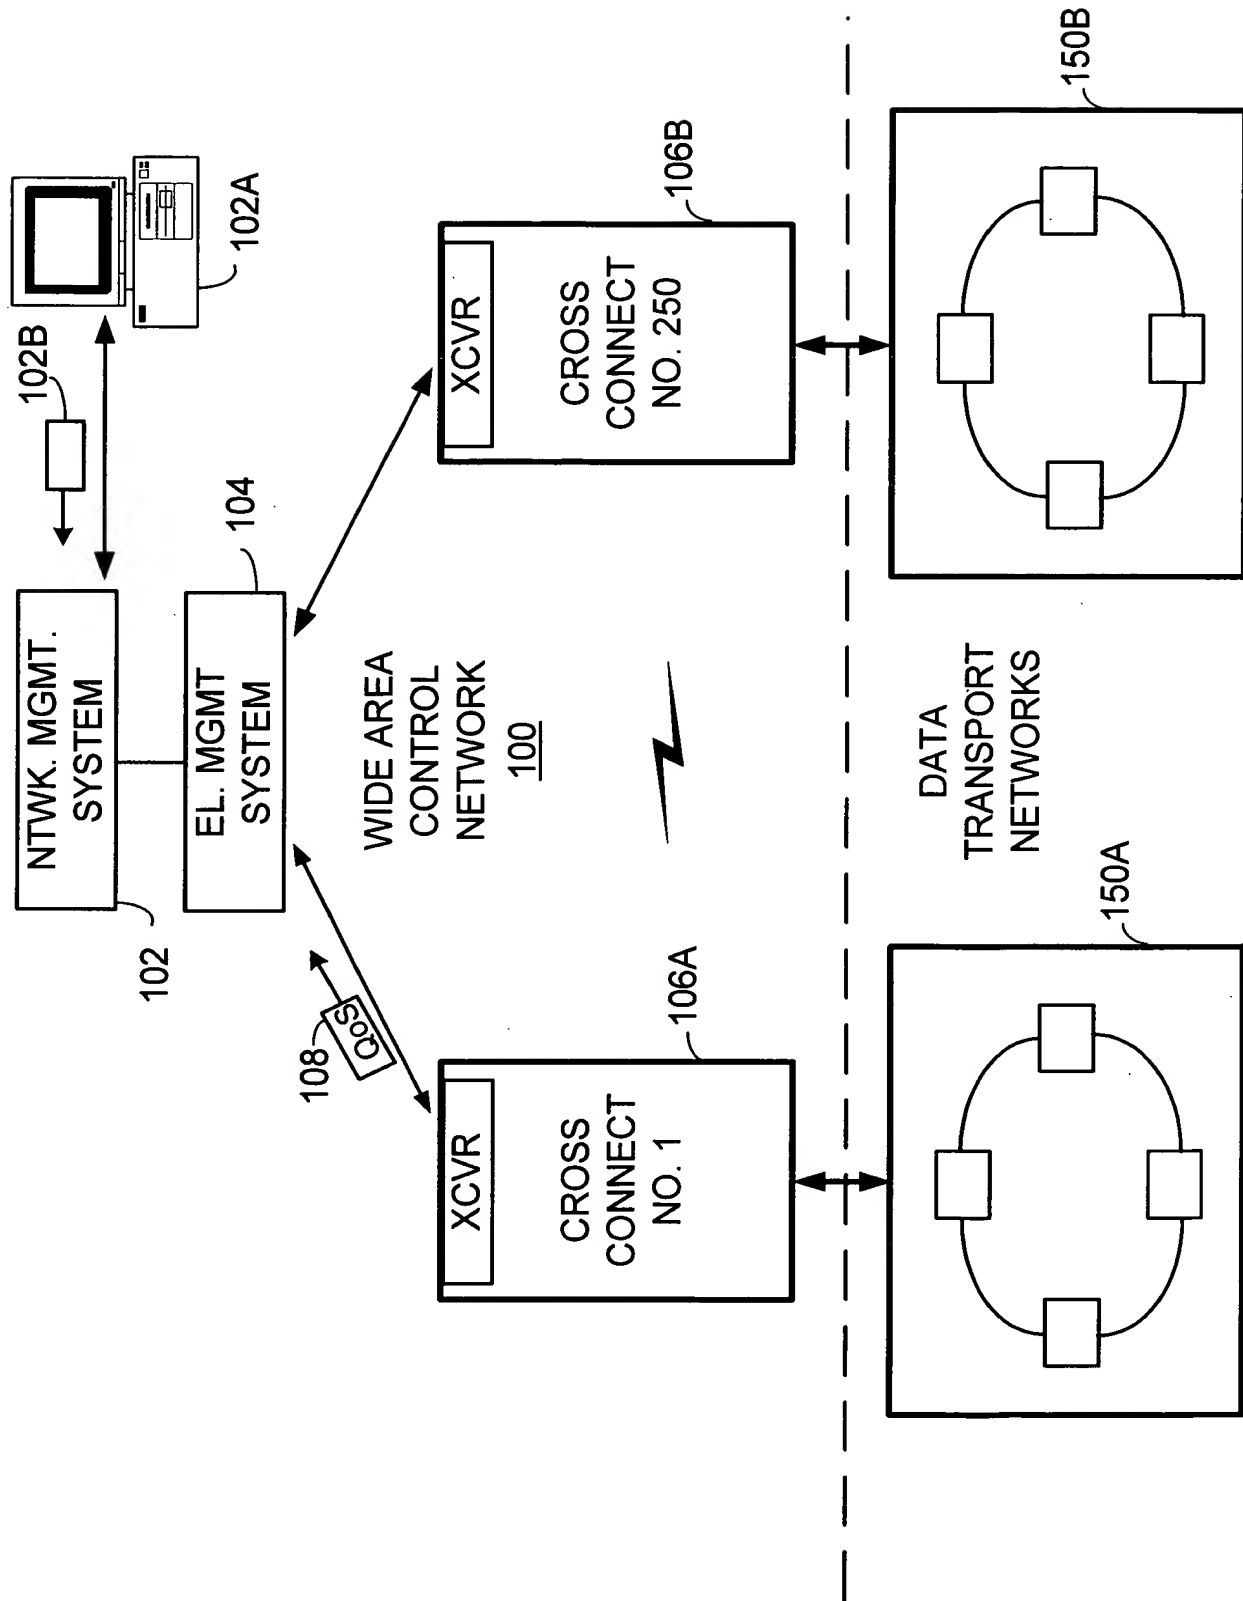 NTWK. MGMT.
SYSTEM
102
102B
102A
EL. MGMT
SYSTEM
104
WIDE AREA
CONTROL
NETWORK
100
108
QoS
XCVR
CROSS
CONNECT
NO. 1
106A
XCVR
CROSS
CONNECT
NO. 250
106B
DATA
TRANSPORT
NETWORKS
150A
150B